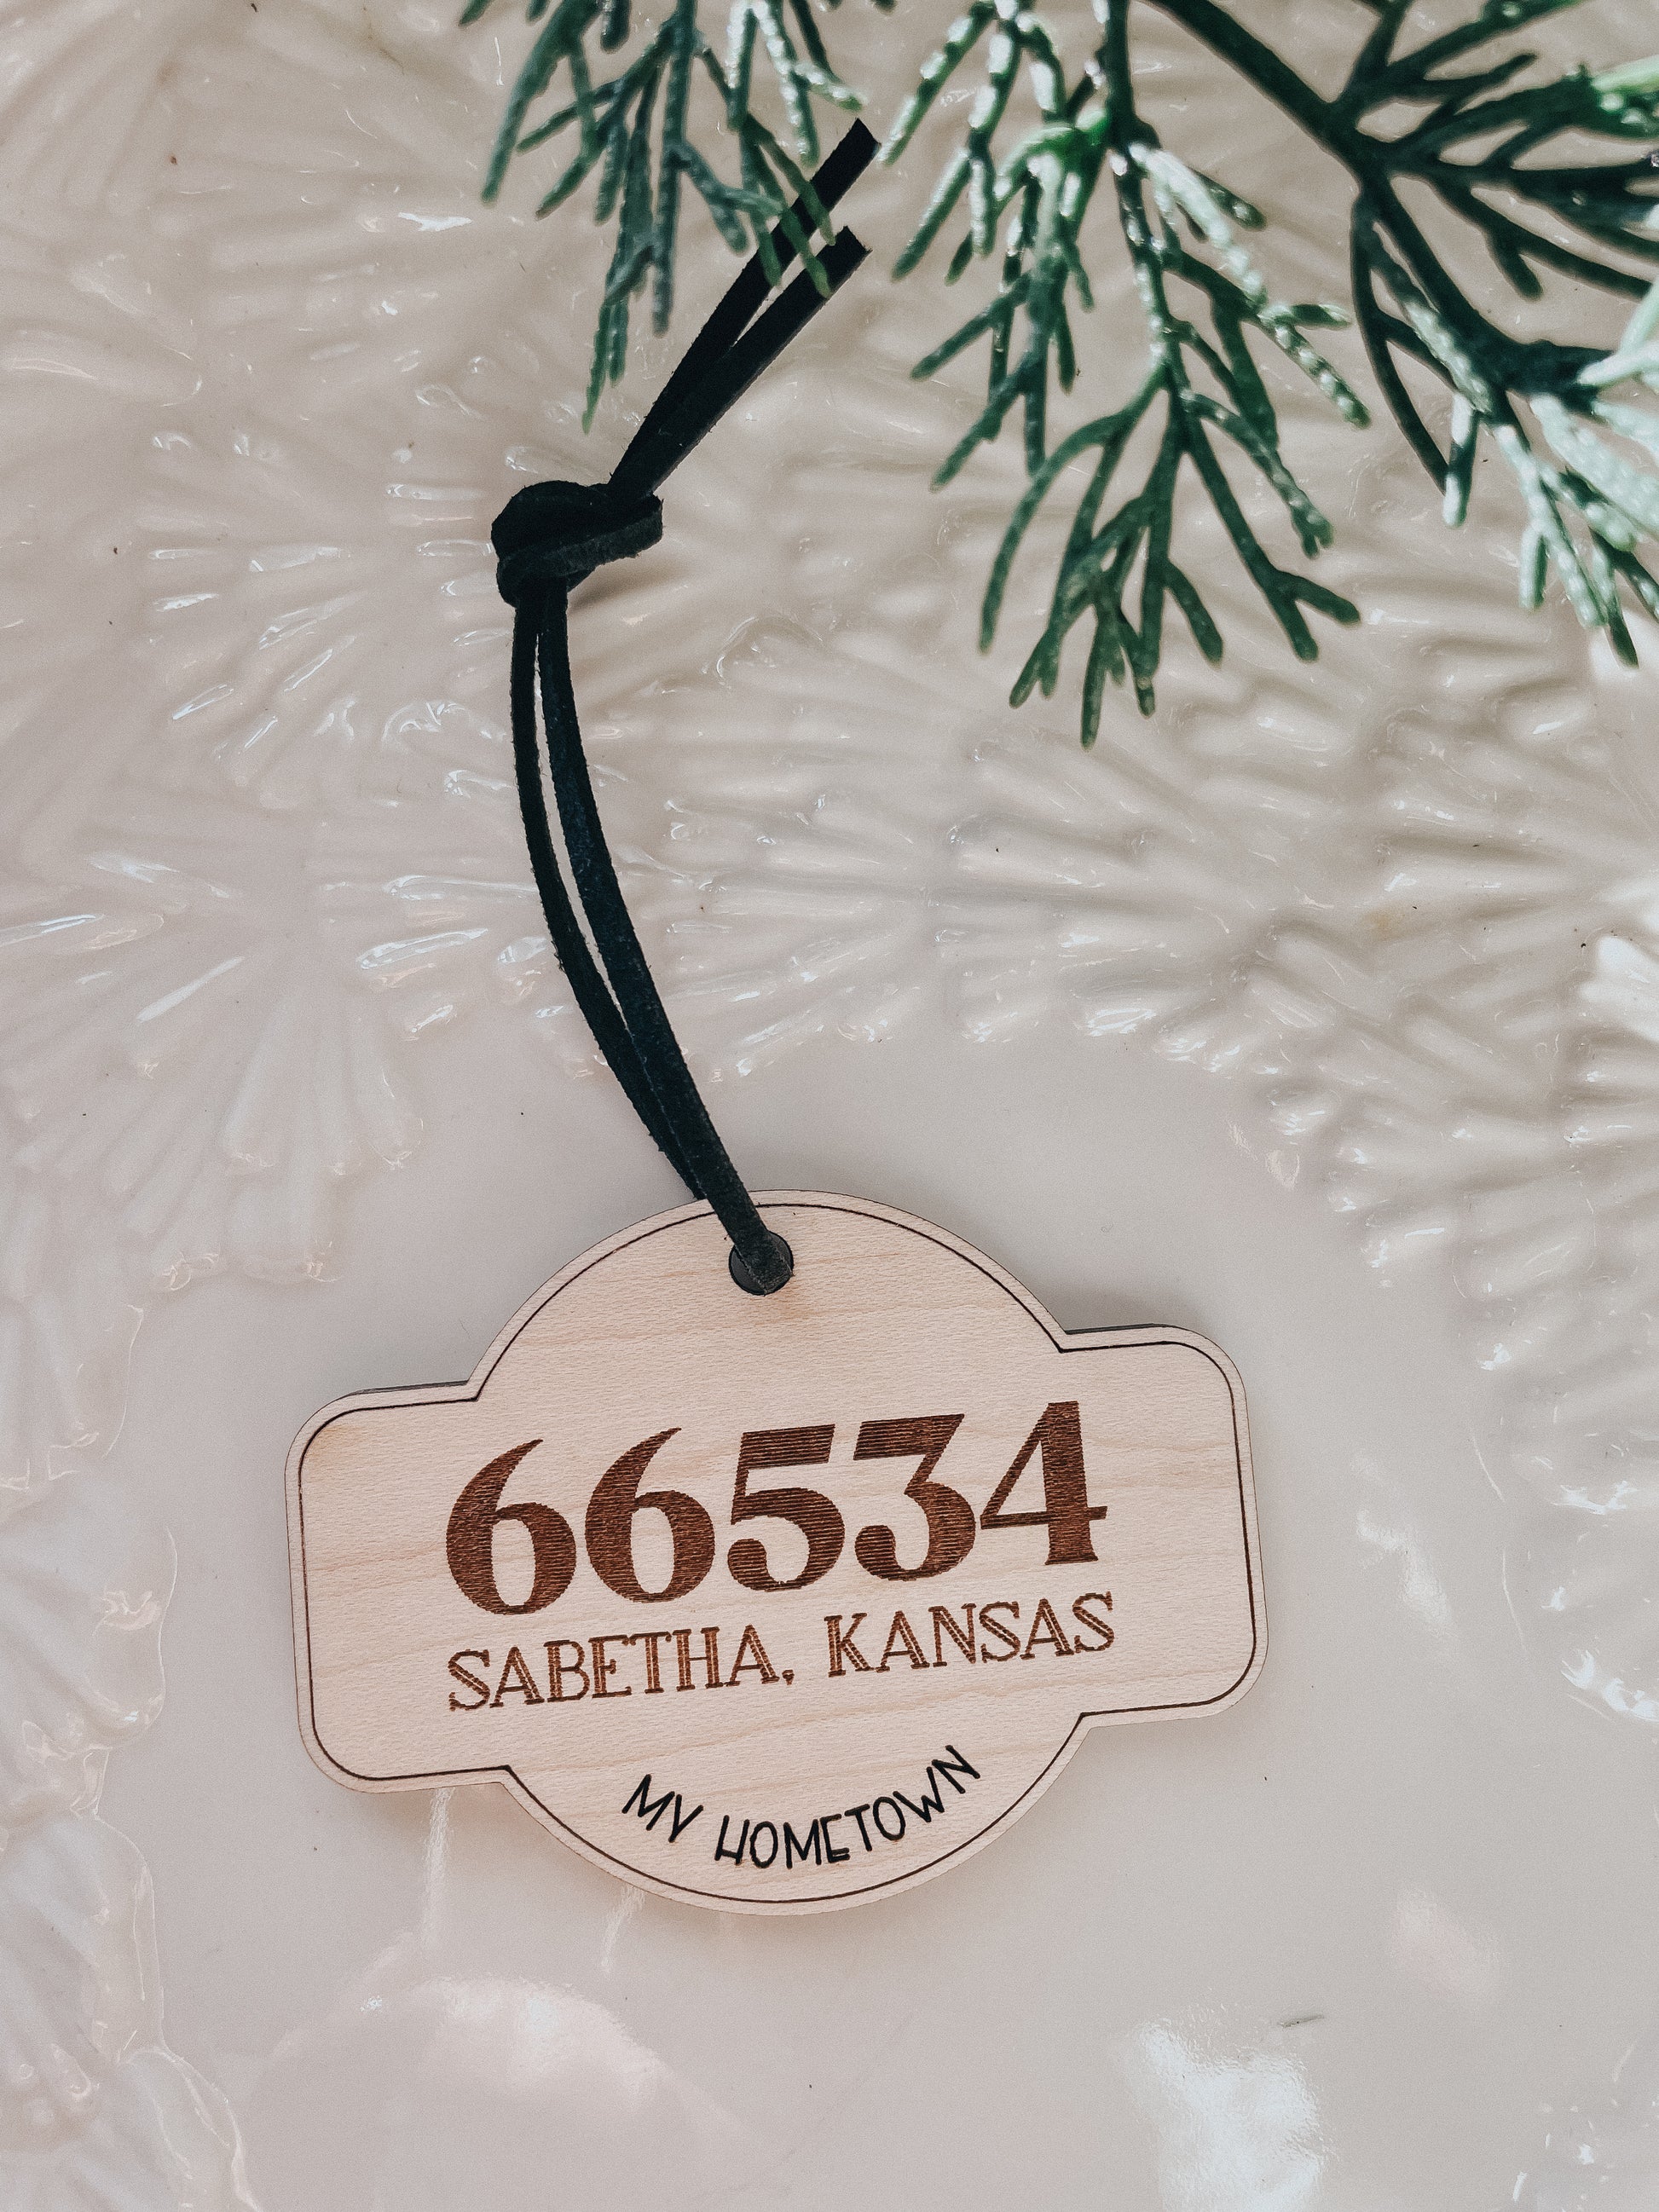 66534
SABETHA, KANSAS
MY HOMETOWN